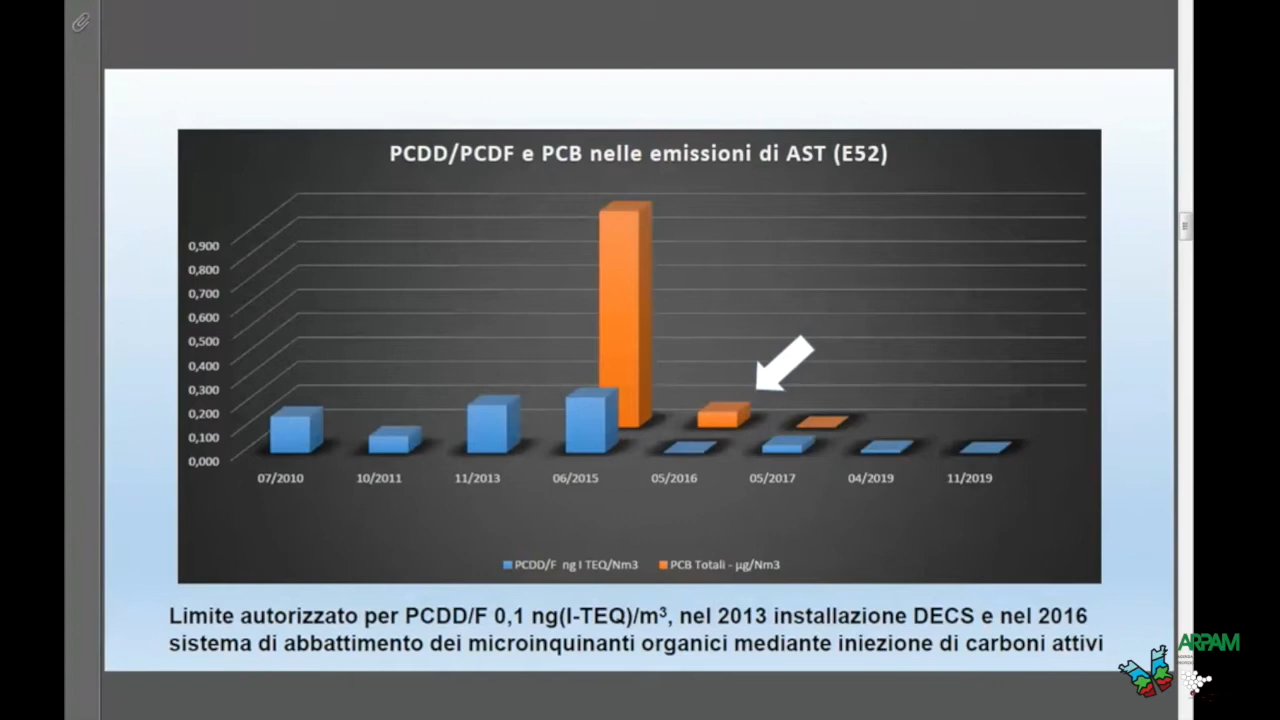 PCDD/PCDF e PCB nelle emissioni di AST (E52)
0,900
0,800
0,700
0,600
0,500
0,400
0,300
0,200
0,100
0,000
07/2010 10/2011 11/2013 06/2015 05/2016 05/2017 04/2019 11/2019
PCDD/F ng I TEQ/Nm3 PCB Totali - µg/Nm3
Limite autorizzato per PCDD/F 0,1 ng(I-TEQ)/m³, nel 2013 installazione DECS e nel 2016
sistema di abbattimento dei microinquinanti organici mediante iniezione di carboni attivi
ARPAM